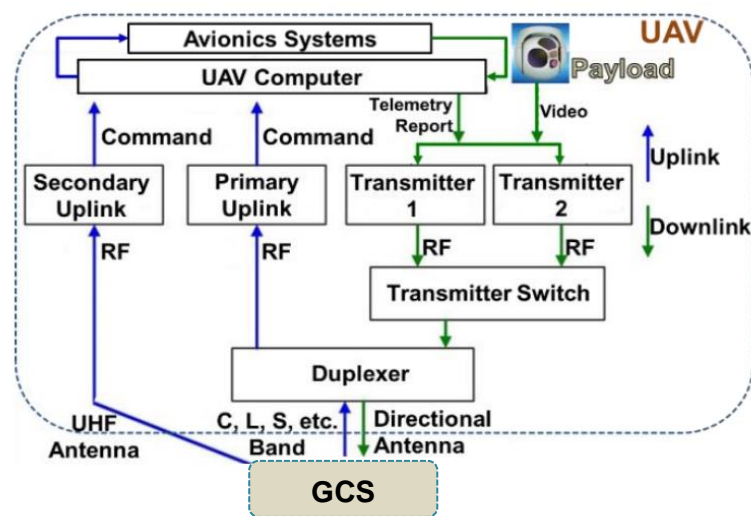 UAV
Avionics Systems
Payload
UAV Computer
Telemetry
Report
Video
Command
Command
Uplink
Secondary
Uplink
Primary
Uplink
Transmitter
1
Transmitter
2
Downlink
RF
RF
RF
RF
Transmitter Switch
Duplexer
UHF
Antenna
C, L, S, etc.
Band
Directional
Antenna
GCS